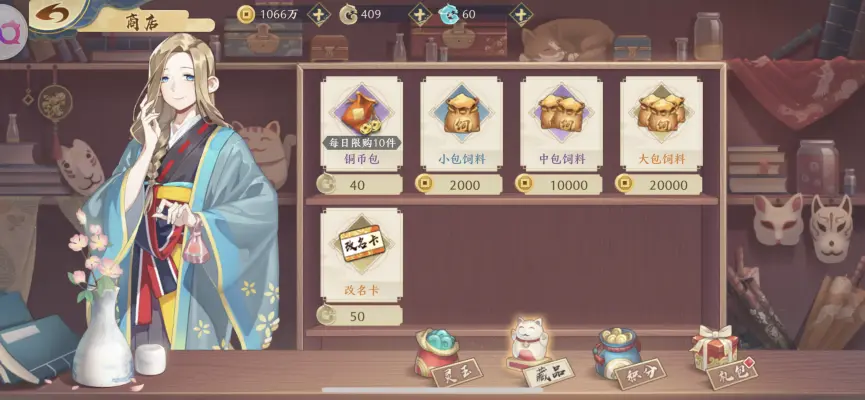 商店
1066万
409
60
每日限购10件
铜币包
小包饲料
中包饲料
大包饲料
40
2000
10000
20000
改名卡
改名卡
50
灵玉
藏品
积分
礼包